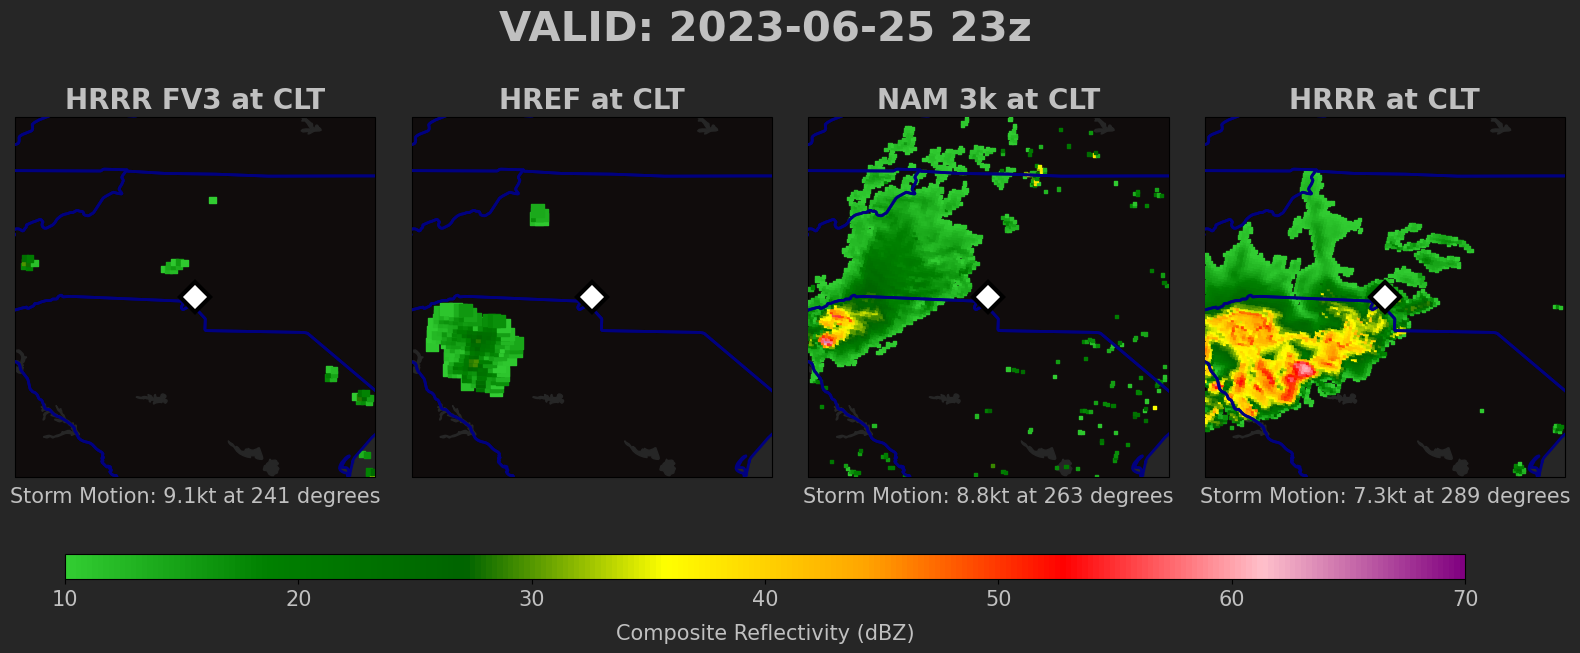 VALID: 2023-06-25 23z
HRRR FV3 at CLT
HREF at CLT
NAM 3k at CLT
HRRR at CLT
Storm Motion: 9.1kt at 241 degrees
Storm Motion: 8.8kt at 263 degrees
Storm Motion: 7.3kt at 289 degrees
10 20 30 40 50 60 70
Composite Reflectivity (dBZ)